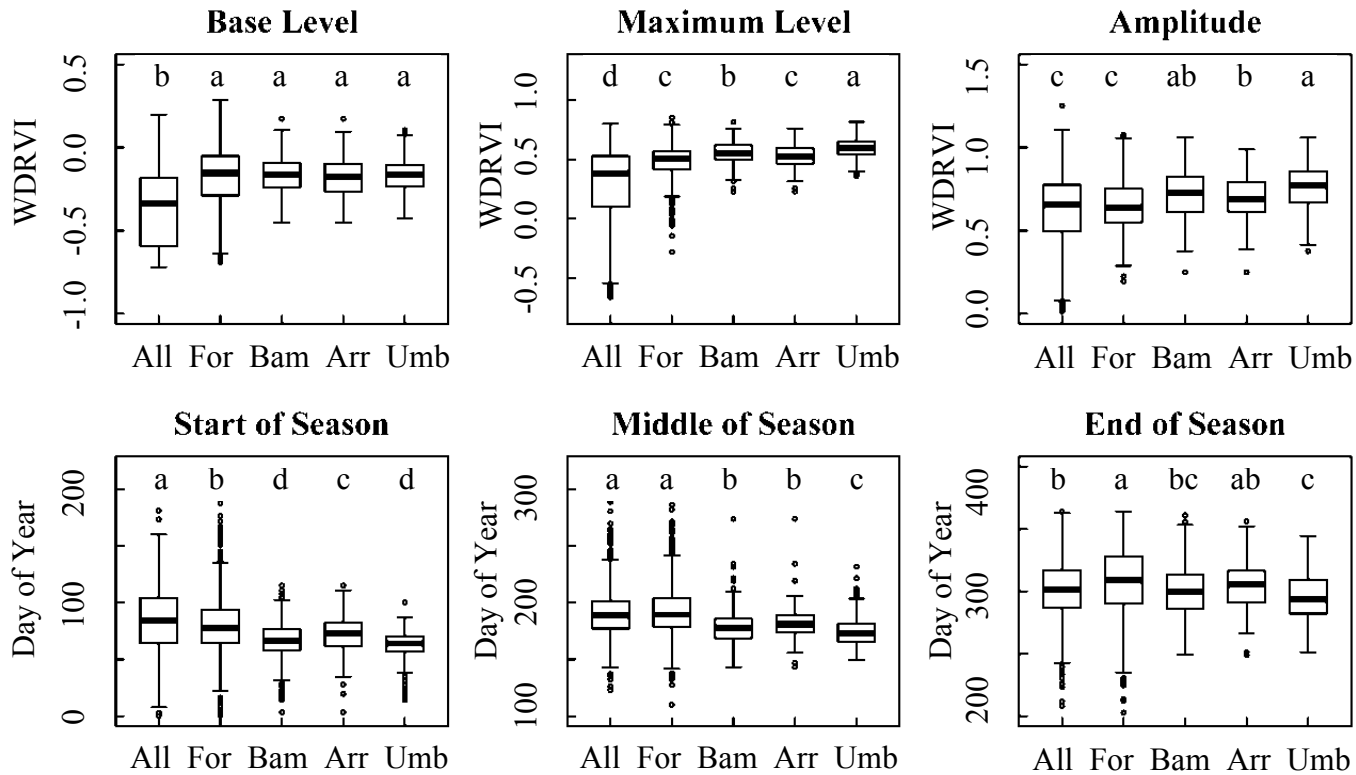 Base Level Maximum Level Amplitude
WDRVI
-1.0 -0.5 0.0 0.5
b a a a a
All For Bam Arr Umb
WDRVI
-0.5 0.0 0.5 1.0
d c b c a
All For Bam Arr Umb
WDRVI
0.0 0.5 1.0 1.5
c c ab b a
All For Bam Arr Umb
Start of Season Middle of Season End of Season
Day of Year
0 100 200
a b d c d
All For Bam Arr Umb
Day of Year
100 200 300
a a b b c
All For Bam Arr Umb
Day of Year
200 300 400
b a bc ab c
All For Bam Arr Umb